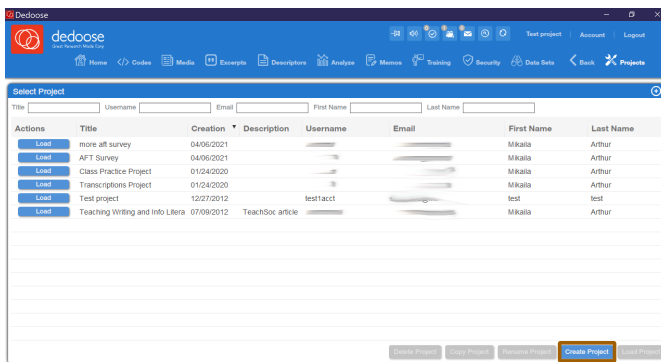 Dedoose
dedoose
Great Research Made Easy
0 0 0
Test project | Account | Logout
Home </> Codes Media Excerpts Descriptors Analyze Memos Training Security Data Sets Back Projects
Select Project
Title Username Email First Name Last Name
Actions Title Creation Description Username Email First Name Last Name
Load more aft survey 04/06/2021 Mikaila Arthur
Load AFT Survey 04/06/2021 Mikaila Arthur
Load Class Practice Project 01/24/2020 Mikaila Arthur
Load Transcriptions Project 01/24/2020 Mikaila Arthur
Load Test project 12/27/2012 test1acct test test
Load Teaching Writing and Info Litera 07/09/2012 TeachSoc article Mikaila Arthur
Delete Project Copy Project Rename Project Create Project Load Project